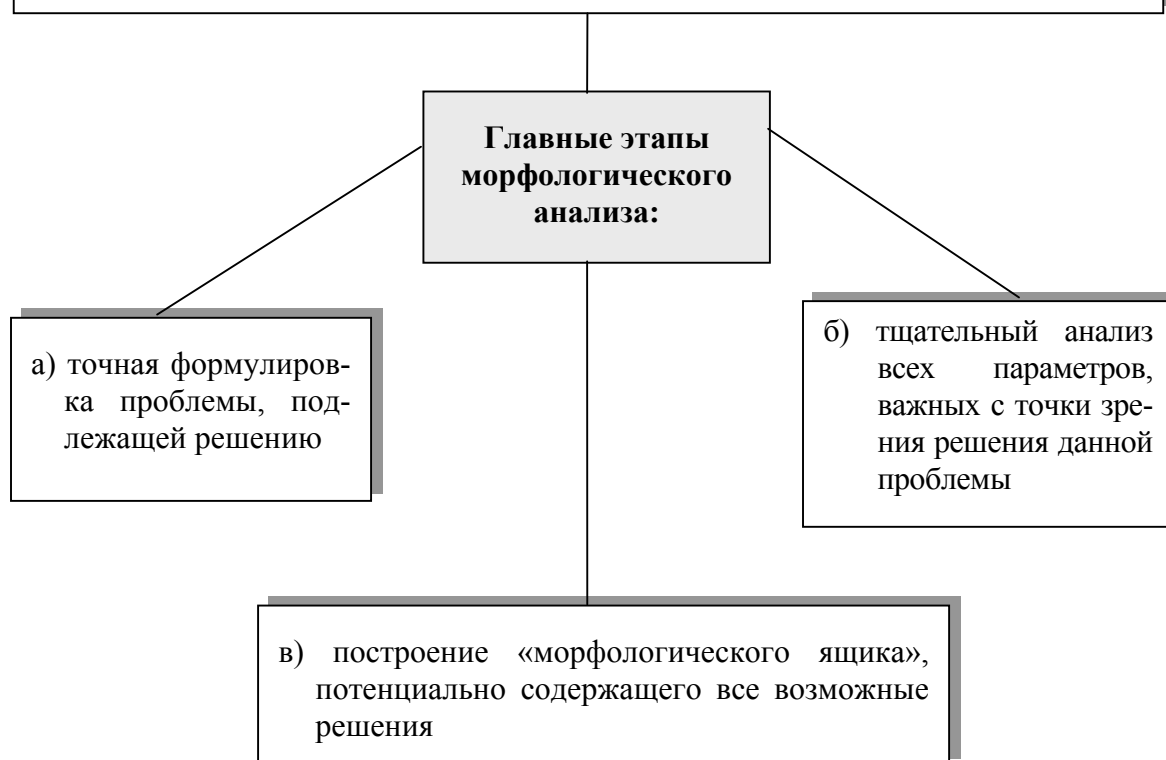 Главные этапы
морфологического
анализа:
а) точная формулиров-
ка проблемы, под-
лежащей решению
б) тщательный анализ
всех параметров,
важных с точки зре-
ния решения данной
проблемы
в) построение «морфологического ящика»,
потенциально содержащего все возможные
решения